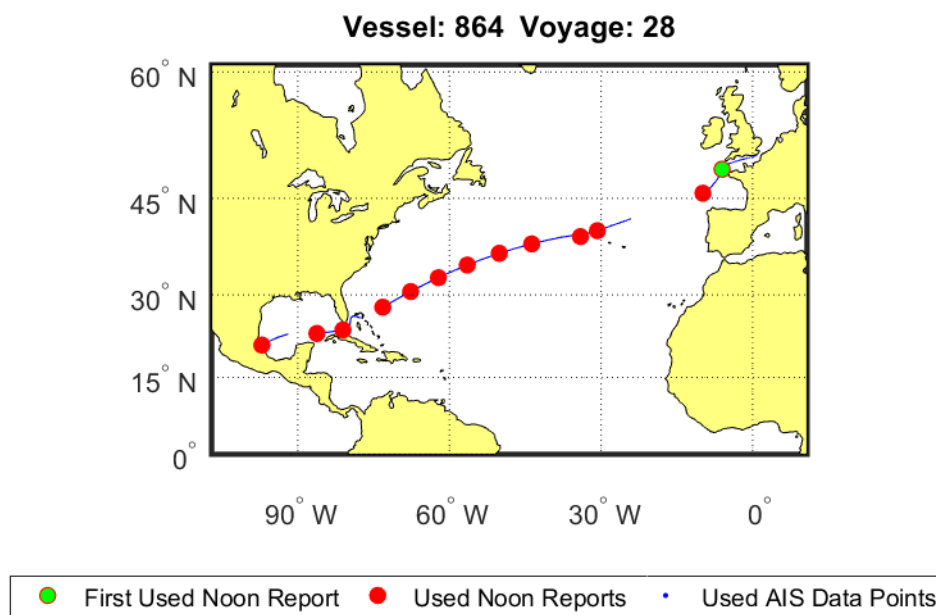 Vessel: 864 Voyage: 28
60° N
45° N
30° N
15° N
0°
90° W 60° W 30° W 0°
First Used Noon Report Used Noon Reports Used AIS Data Points